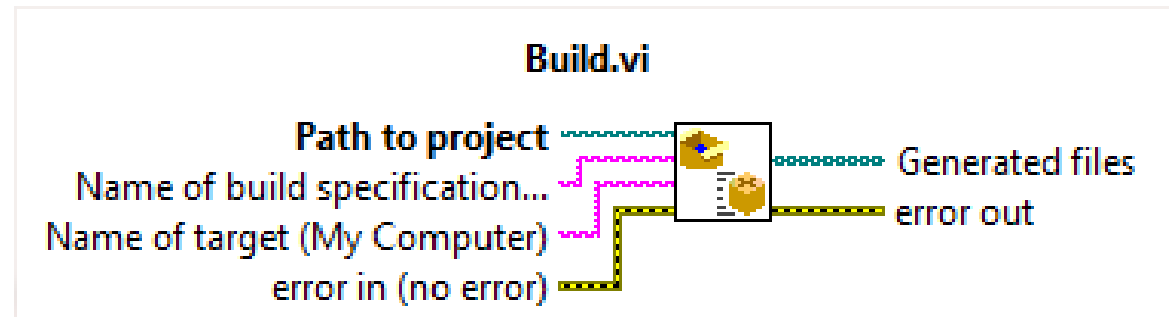 Build.vi
Path to project
Name of build specification...
Name of target (My Computer)
error in (no error)
Generated files
error out